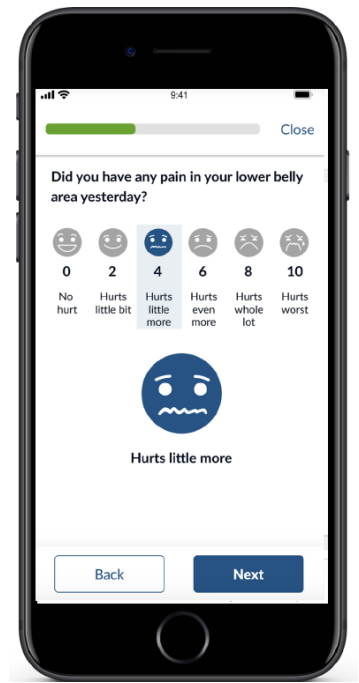 9:41
Close
Did you have any pain in your lower belly
area yesterday?
0 2 4 6 8 10
No Hurts Hurts Hurts Hurts Hurts
hurt little bit little even whole worst
more more lot
Hurts little more
Back Next